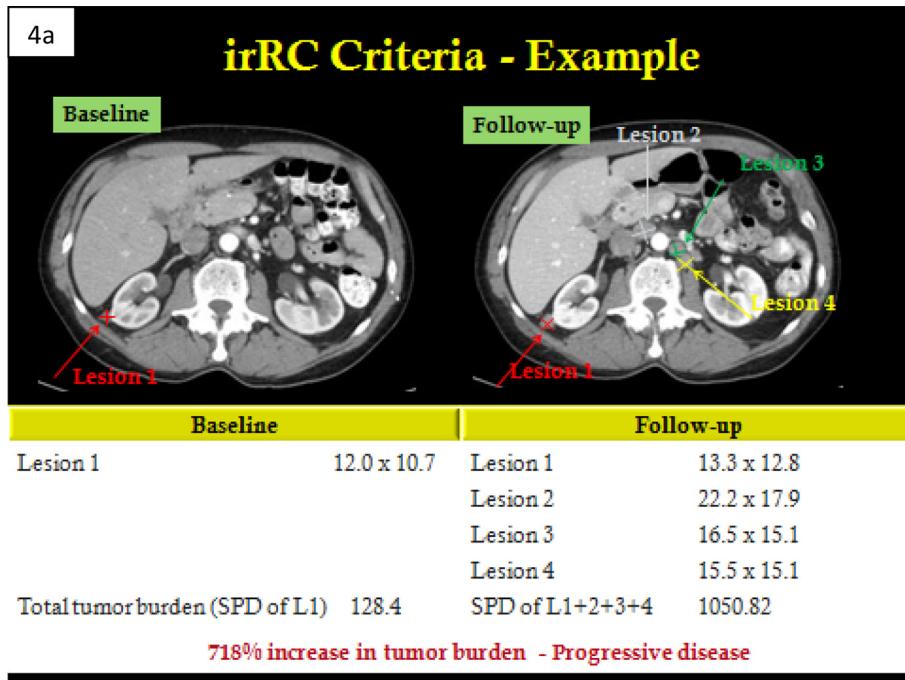 4a
irRC Criteria - Example
Baseline
Follow-up
Lesion 2
Lesion 3
Lesion 4
Lesion 1
Lesion 1
Baseline Follow-up
Lesion 1 12.0 x 10.7 Lesion 1 13.3 x 12.8
Lesion 2 22.2 x 17.9
Lesion 3 16.5 x 15.1
Lesion 4 15.5 x 15.1
Total tumor burden (SPD of L1) 128.4 SPD of L1+2+3+4 1050.82
718% increase in tumor burden - Progressive disease